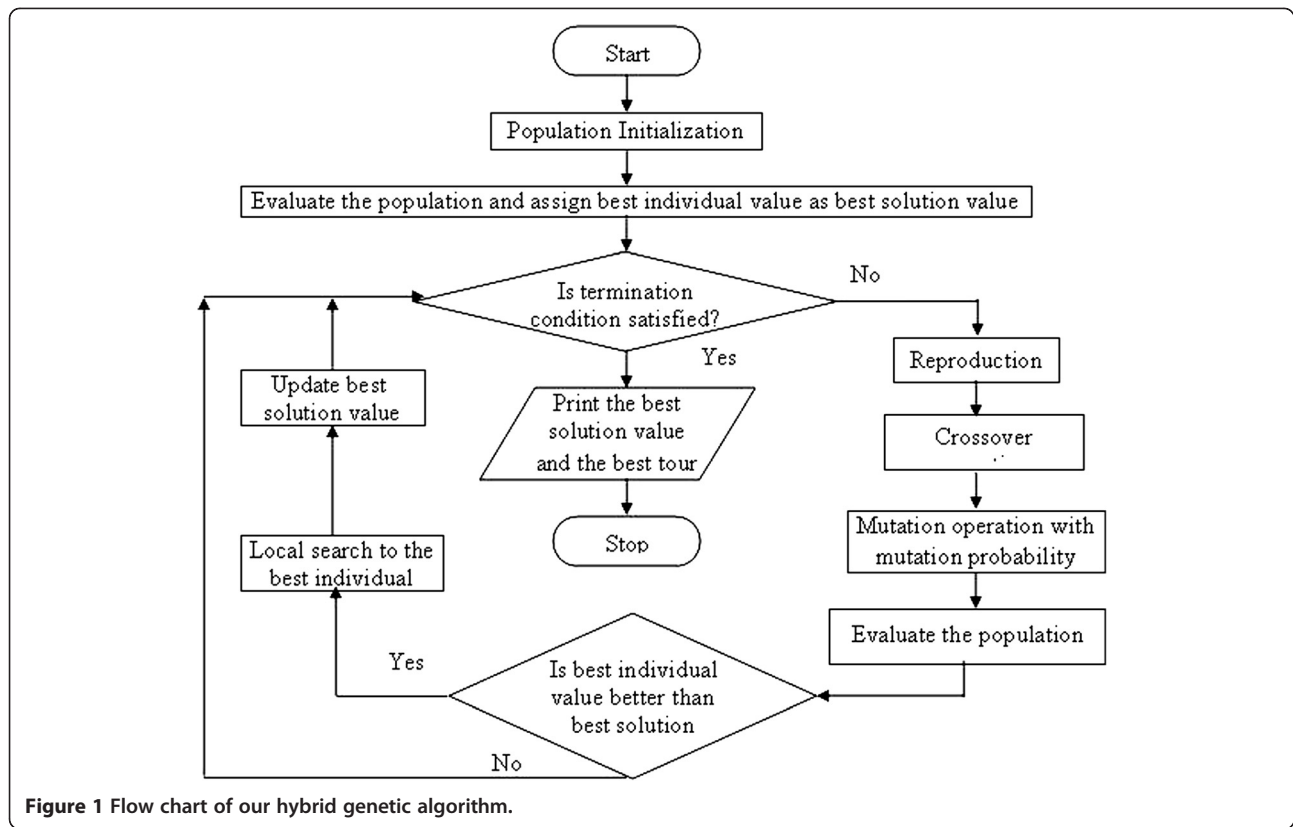 Start
Population Initialization
Evaluate the population and assign best individual value as best solution value
Is termination
condition satisfied?
No
Yes
Reproduction
Update best
solution value
Print the best
solution value
and the best tour
Crossover
Stop
Mutation operation with
mutation probability
Local search to the
best individual
Evaluate the population
Is best individual
value better than
best solution
Yes
No
Figure 1 Flow chart of our hybrid genetic algorithm.